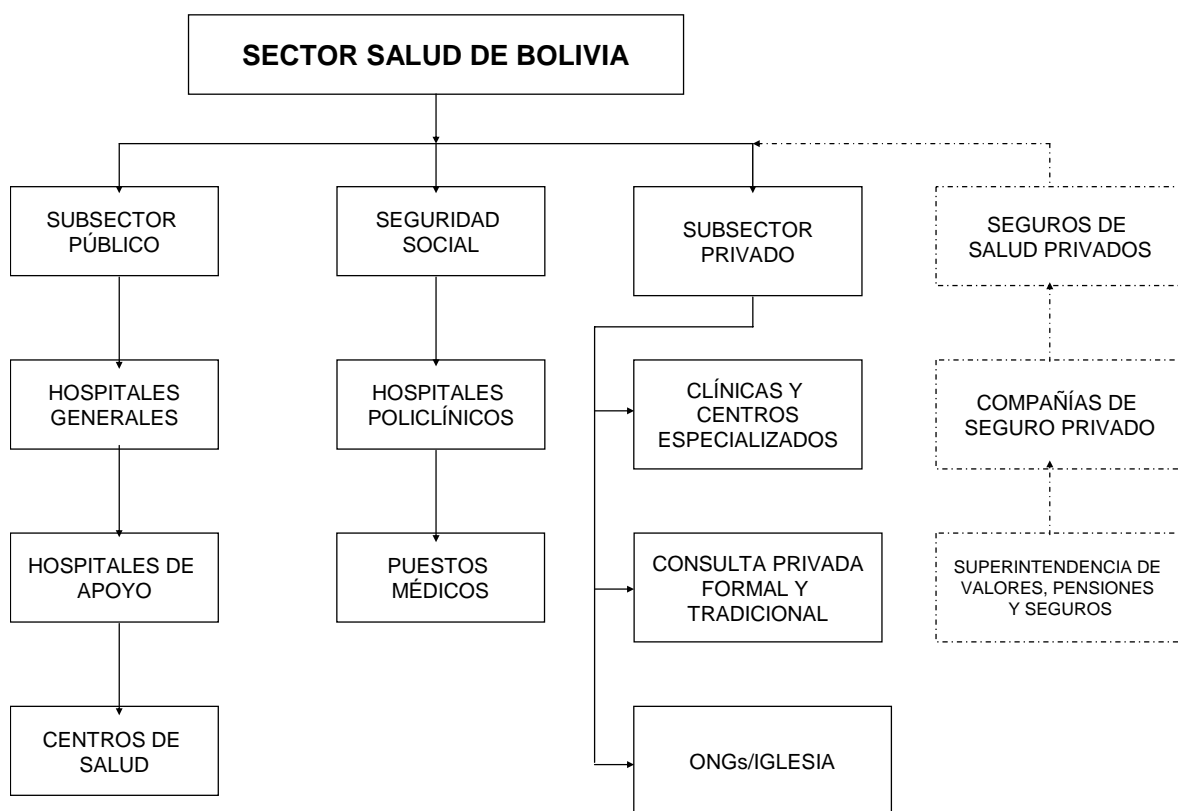 SECTOR SALUD DE BOLIVIA
SUBSECTOR
PÚBLICO
SEGURIDAD
SOCIAL
SUBSECTOR
PRIVADO
SEGUROS DE
SALUD PRIVADOS
HOSPITALES
GENERALES
HOSPITALES
POLICLÍNICOS
CLÍNICAS Y
CENTROS
ESPECIALIZADOS
COMPAÑÍAS DE
SEGURO PRIVADO
HOSPITALES DE
APOYO
PUESTOS
MÉDICOS
CONSULTA PRIVADA
FORMAL Y
TRADICIONAL
SUPERINTENDENCIA DE
VALORES, PENSIONES
Y SEGUROS
CENTROS DE
SALUD
ONGs/IGLESIA